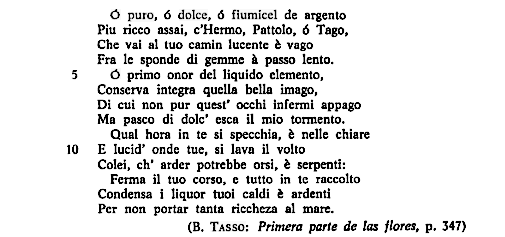 Ó puro, ó dolce, ó fiumicel de argento
Piu ricco assai, c'Hermo, Pattolo, ó Tago,
Che vai al tuo camin lucente è vago
Fra le sponde di gemme à passo lento.
5 Ó primo onor del liquido elemento,
Conserva integra quella bella imago,
Di cui non pur quest' occhi infermi appago
Ma pasco di dolc' esca il mio tormento.
Qual hora in te si specchia, è nelle chiare
10 E lucid' onde tue, si lava il volto
Colei, ch' arder potrebbe orsi, è serpenti:
Ferma il tuo corso, e tutto in te raccolto
Condensa i liquor tuoi caldi è ardenti
Per non portar tanta riccheza al mare.
(B. TASSO: Primera parte de las flores, p. 347)